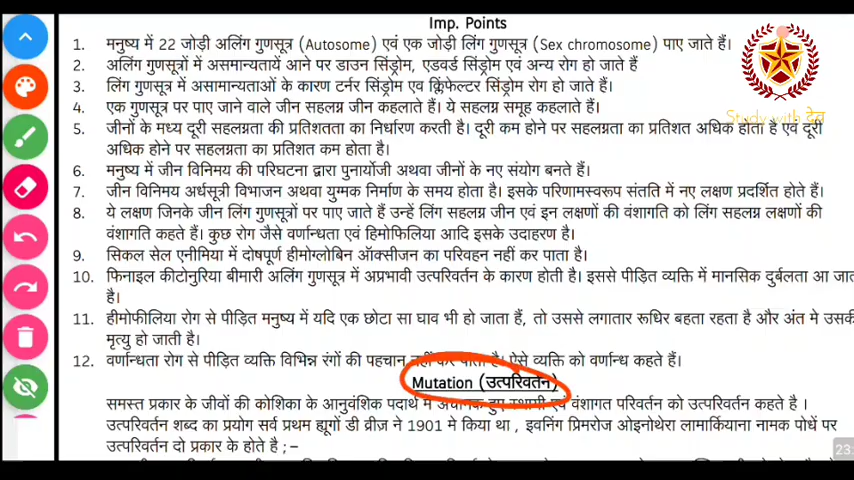 Imp. Points
1. मनुष्य में 22 जोड़ी अलिंग गुणसूत्र (Autosome) एवं एक जोड़ी लिंग गुणसूत्र (Sex chromosome) पाए जाते हैं।
2. अलिंग गुणसूत्रों में असमान्यतायें आने पर डाउन सिंड्रोम, एडवर्ड सिंड्रोम एवं अन्य रोग हो जाते हैं
3. लिंग गुणसूत्र में असामान्यताओं के कारण टर्नर सिंड्रोम एव क्लिंफेल्टर सिंड्रोम रोग हो जाते हैं।
4. एक गुणसूत्र पर पाए जाने वाले जीन सहलग्न जीन कहलाते हैं। ये सहलग्न समूह कहलाते हैं।
5. जीनों के मध्य दूरी सहलग्नता की प्रतिशतता का निर्धारण करती है। दूरी कम होने पर सहलग्नता का प्रतिशत अधिक होता है एवं दूरी
अधिक होने पर सहलग्नता का प्रतिशत कम होता है।
6. मनुष्य में जीन विनिमय की परिघटना द्वारा पुनार्योजी अथवा जीनों के नए संयोग बनते हैं।
7. जीन विनिमय अर्धसूत्री विभाजन अथवा युग्मक निर्माण के समय होता है। इसके परिणामस्वरूप संतति में नए लक्षण प्रदर्शित होते हैं।
8. ये लक्षण जिनके जीन लिंग गुणसूत्रों पर पाए जाते हैं उन्हें लिंग सहलग्न जीन एवं इन लक्षणों की वंशागति को लिंग सहलग्न लक्षणों की
वंशागति कहते हैं। कुछ रोग जैसे वर्णान्धता एवं हिमोफिलिया आदि इसके उदाहरण है।
9. सिकल सेल एनीमिया में दोषपूर्ण हीमोग्लोबिन ऑक्सीजन का परिवहन नहीं कर पाता है।
10. फिनाइल कीटोनुरिया बीमारी अलिंग गुणसूत्र में अप्रभावी उत्परिवर्तन के कारण होती है। इससे पीड़ित व्यक्ति में मानसिक दुर्बलता आ जात
है।
11. हीमोफीलिया रोग से पीड़ित मनुष्य में यदि एक छोटा सा घाव भी हो जाता हैं, तो उससे लगातार रूधिर बहता रहता है और अंत मे उसकी
मृत्यु हो जाती है।
12. वर्णान्धता रोग से पीड़ित व्यक्ति विभिन्न रंगों की पहचान नहीं कर पाता है। ऐसे व्यक्ति को वर्णान्ध कहते हैं।
Mutation (उत्परिवर्तन)
समस्त प्रकार के जीवों की कोशिका के आनुवंशिक पदार्थ में अचानक हुए स्थायी एवं वंशागत परिवर्तन को उत्परिवर्तन कहते है ।
उत्परिवर्तन शब्द का प्रयोग सर्व प्रथम ह्यूगों डी व्रीज़ ने 1901 मे किया था , इवनिंग प्रिमरोज ओइनोथेरा लामार्कियाना नामक पोधें पर
उत्परिवर्तन दो प्रकार के होते है ; –
Study with देव
23